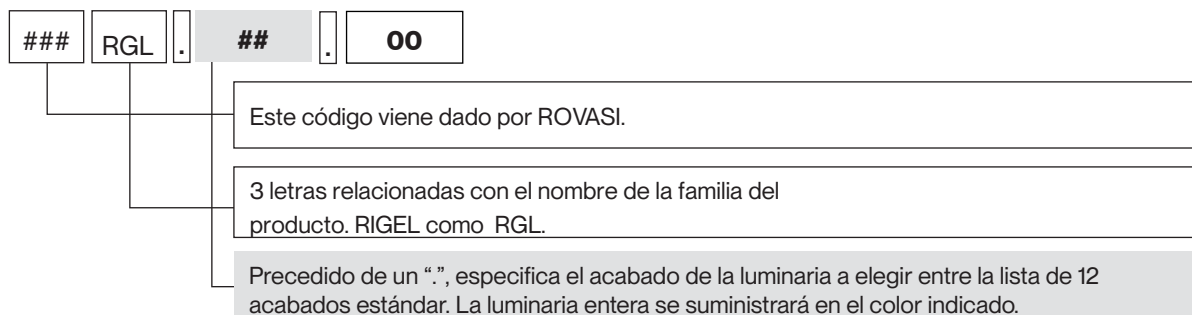 ### RGL . ## . 00
Este código viene dado por ROVASI.
3 letras relacionadas con el nombre de la familia del
producto. RIGEL como RGL.
Precedido de un “.”, especifica el acabado de la luminaria a elegir entre la lista de 12
acabados estándar. La luminaria entera se suministrará en el color indicado.